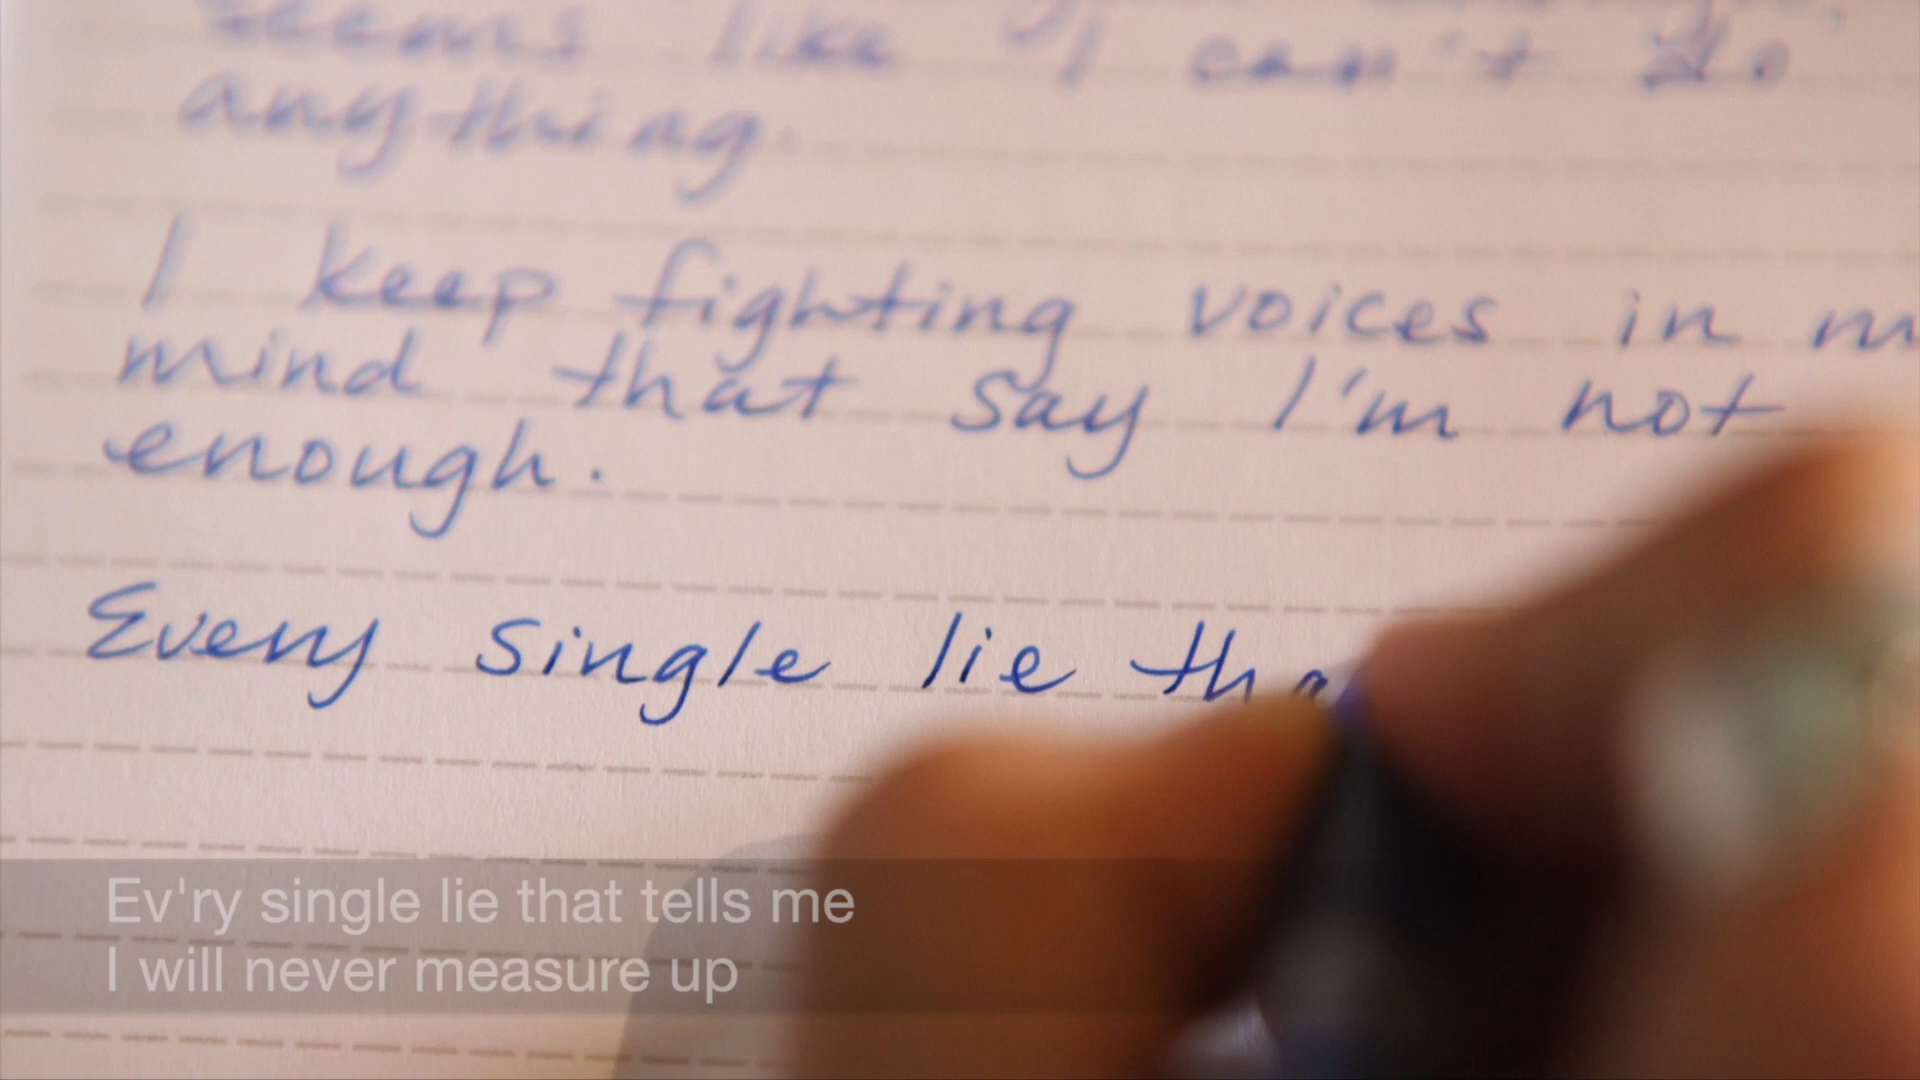 seems like I can't do
anything.
I keep fighting voices in m
mind that say I'm not
enough.
Every single lie tha
Ev'ry single lie that tells me
I will never measure up